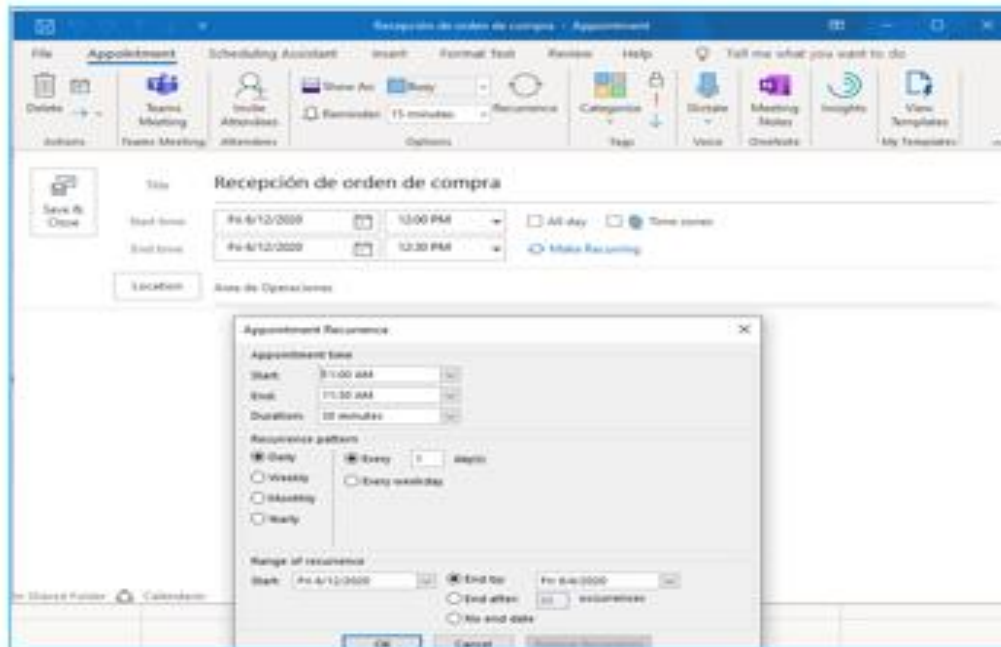 Recepción de orden de compra - Appointment
File Appointment Scheduling Assistant Insert Format Text Review Help Tell me what you want to do
Delete
Teams Meeting
Invite Attendees
Show As: Busy
Reminder: 15 minutes
Recurrence
Categorize
Dictate
Meeting Notes
Insights
View Templates
Actions Teams Meeting Attendees Options Tags Voice OneNote My Templates
Save & Close
Title Recepción de orden de compra
Start time Fri 6/12/2020 12:00 PM All day Time zones
End time Fri 6/12/2020 12:30 PM Make Recurring
Location Area de Operaciones
Appointment Recurrence
Appointment time
Start: 11:00 AM
End: 11:30 AM
Duration: 30 minutes
Recurrence pattern
Daily Every 1 day(s)
Weekly Every weekday
Monthly
Yearly
Range of recurrence
Start: Fri 6/12/2020 End by:
End after: occurrences
No end date
Shared Folder Calendario
OK Cancel